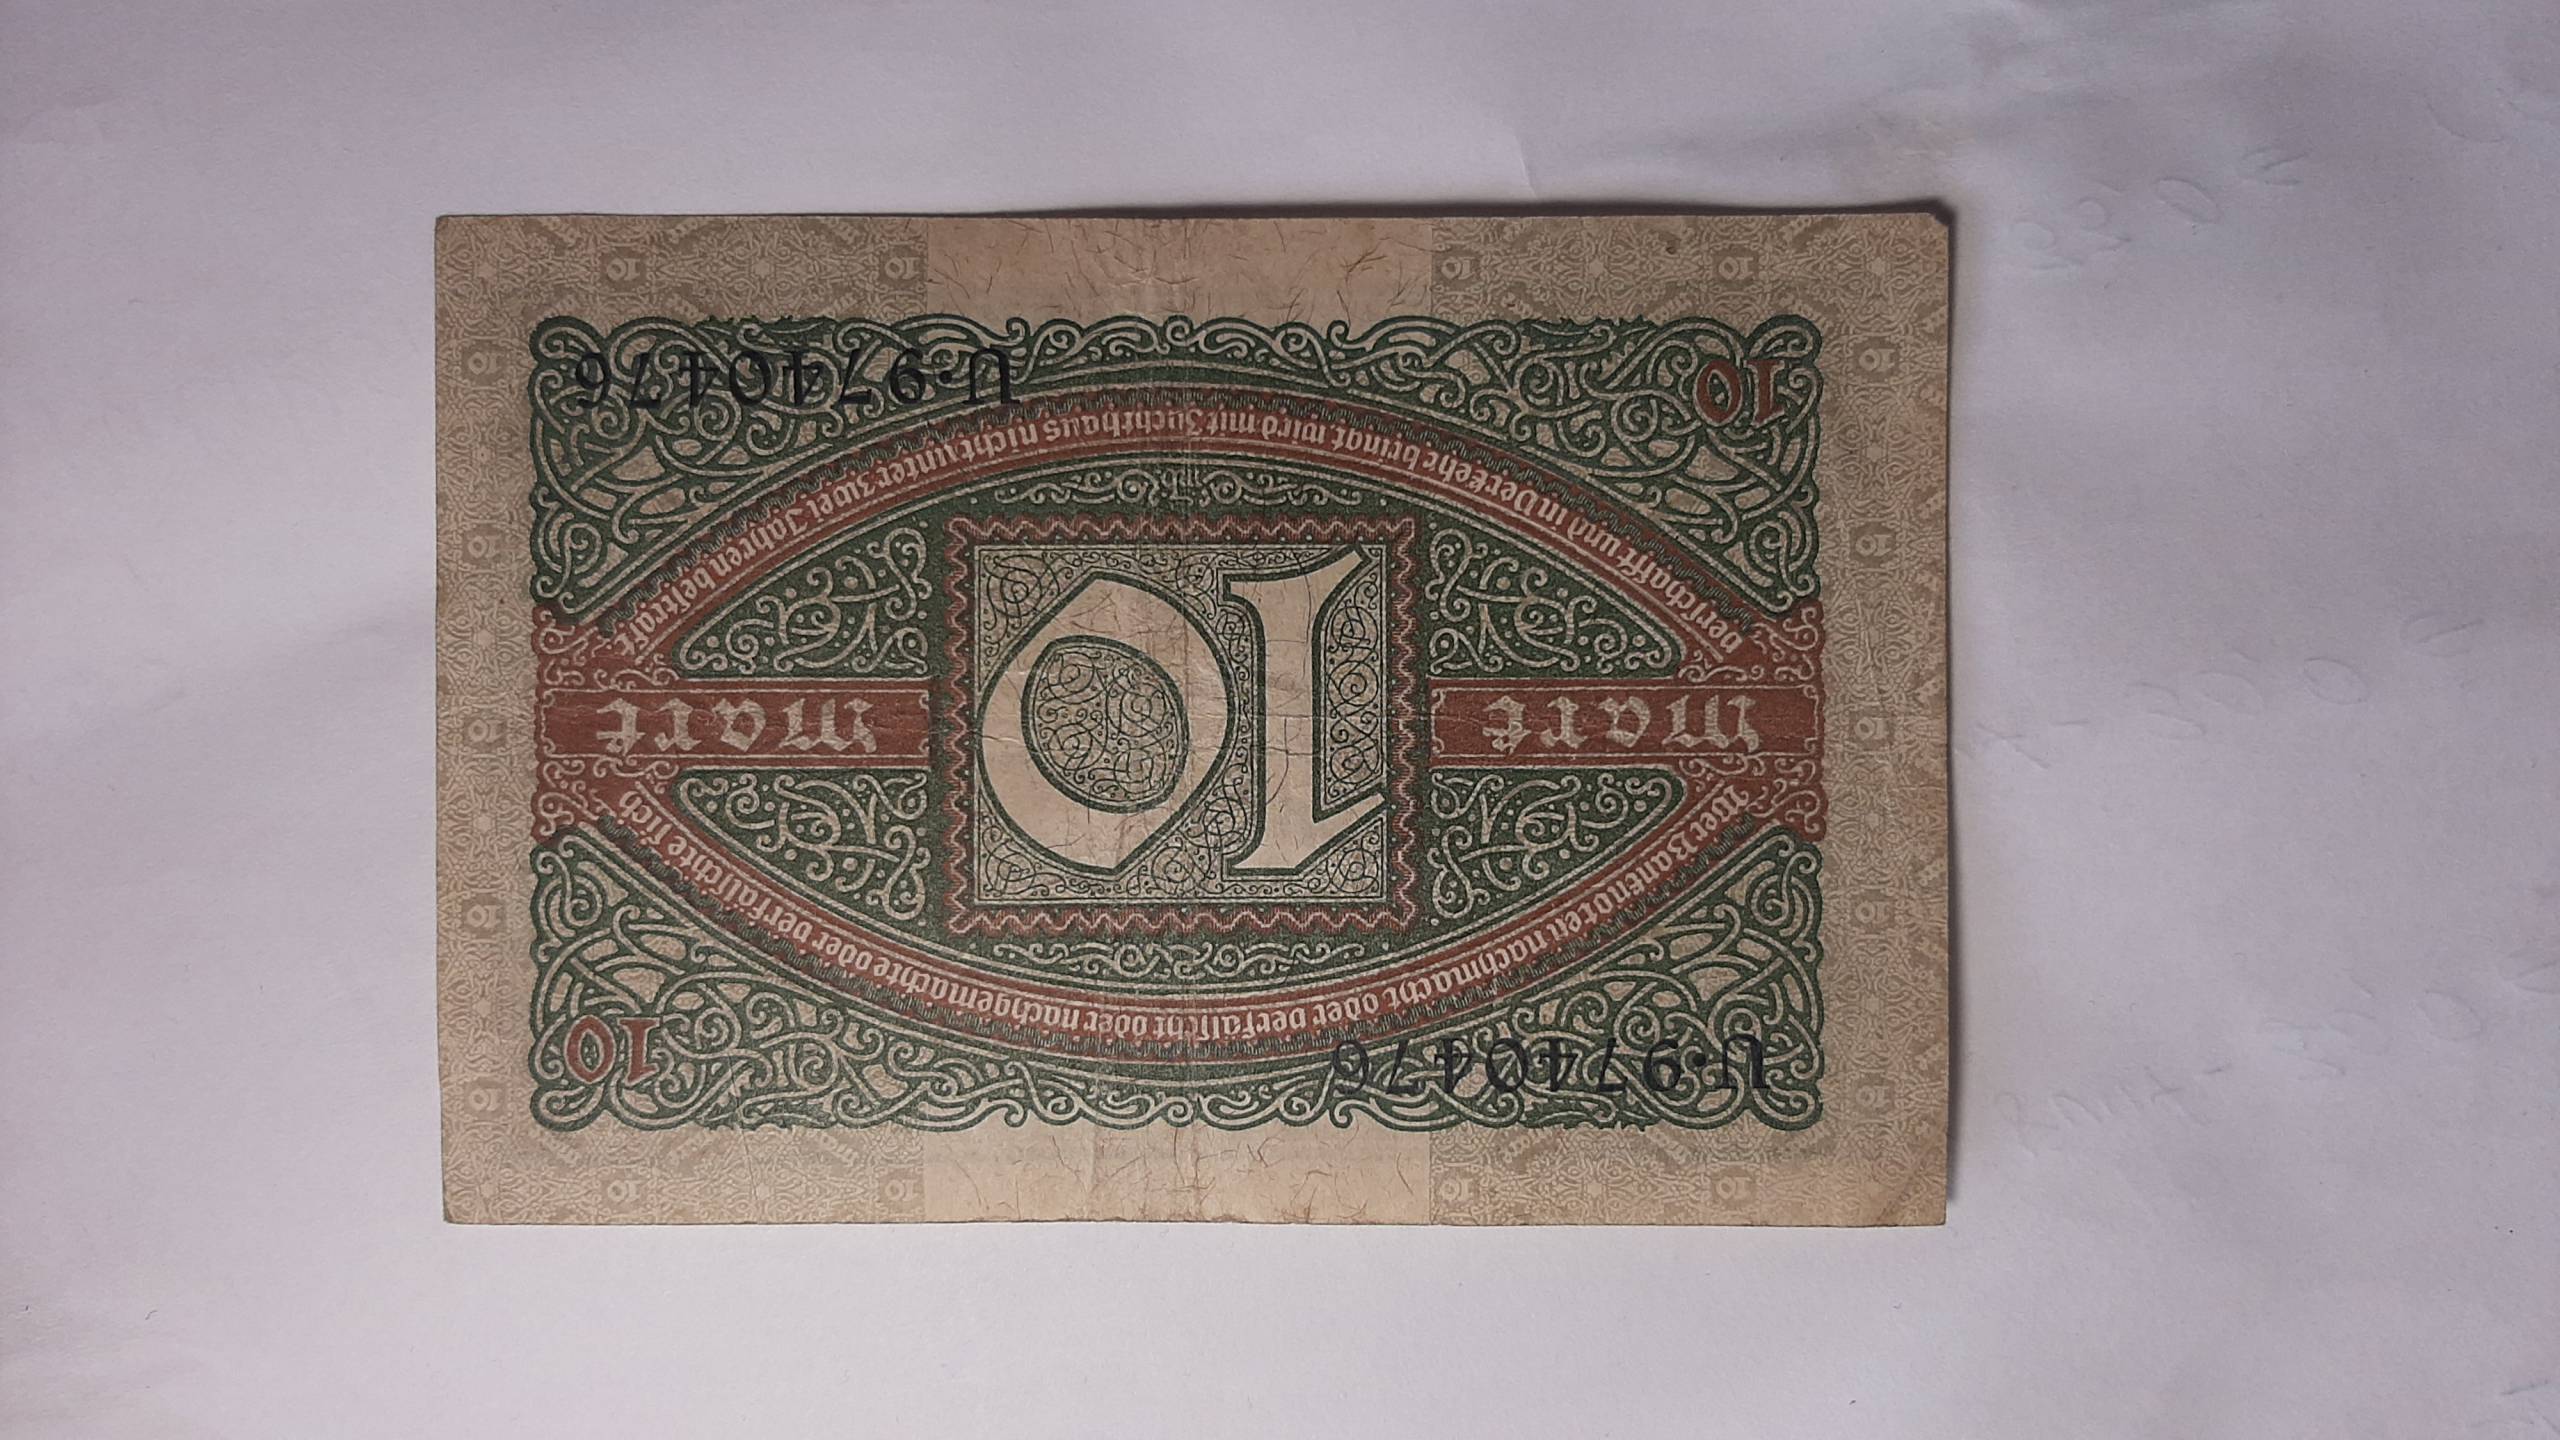 U·9740476
10
Wer Banknoten nachmacht oder verfälscht oder nachgemachte oder verfälschte sich
Mark
10
Mark
verschafft und in Verkehr bringt wird mit Zuchthaus nicht unter zwei Jahren bestraft
10
U·9740476